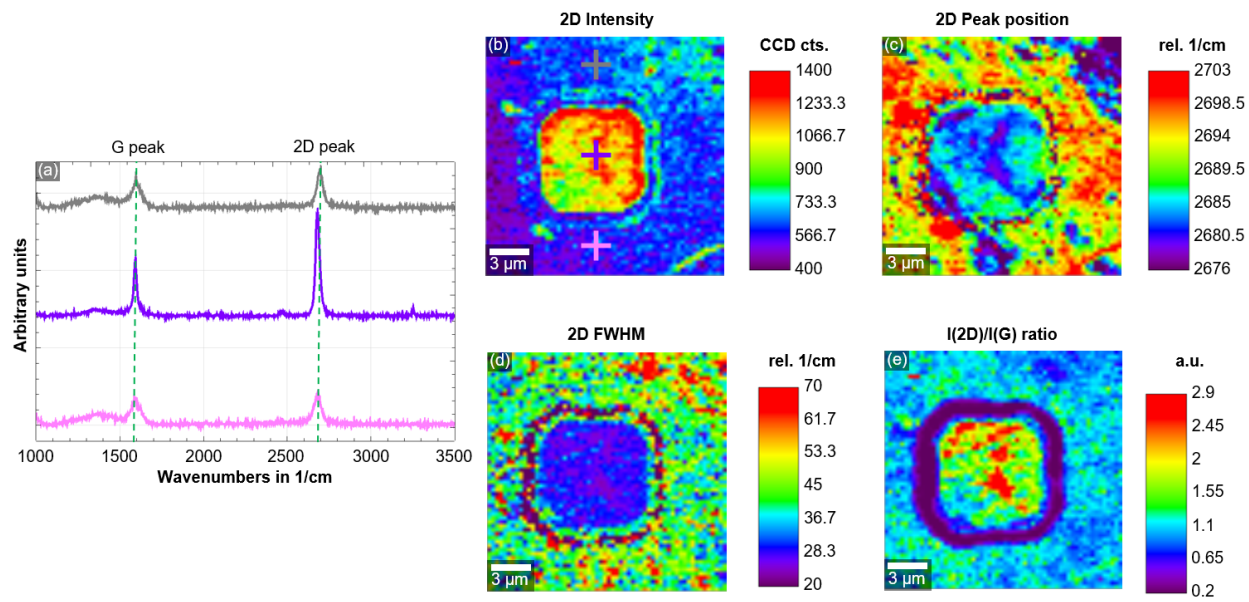 2D Intensity
2D Peak position
(b)
CCD cts.
1400
1233.3
1066.7
900
733.3
566.7
400
3 µm
(c)
rel. 1/cm
2703
2698.5
2694
2689.5
2685
2680.5
2676
3 µm
G peak
2D peak
(a)
Arbitrary units
1000
1500
2000
2500
3000
3500
Wavenumbers in 1/cm
2D FWHM
I(2D)/I(G) ratio
(d)
rel. 1/cm
70
61.7
53.3
45
36.7
28.3
20
3 µm
(e)
a.u.
2.9
2.45
2
1.55
1.1
0.65
0.2
3 µm